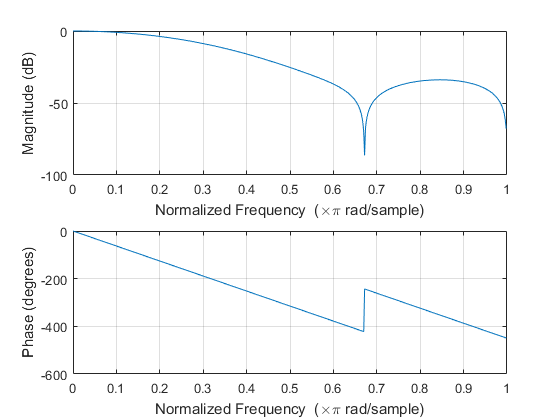 0
-50
-100
Magnitude (dB)
0 0.1 0.2 0.3 0.4 0.5 0.6 0.7 0.8 0.9 1
Normalized Frequency (×π rad/sample)
0
-200
-400
-600
Phase (degrees)
0 0.1 0.2 0.3 0.4 0.5 0.6 0.7 0.8 0.9 1
Normalized Frequency (×π rad/sample)